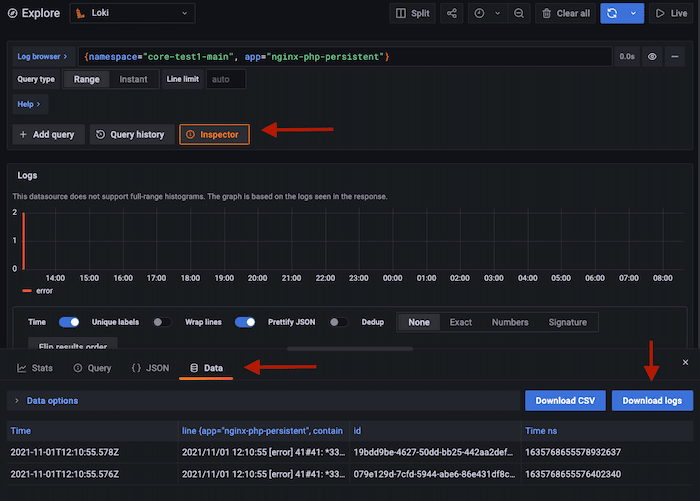 Explore Loki Split Clear all Live
Log browser > {namespace="core-test1-main", app="nginx-php-persistent"} 0.0s
Query type Range Instant Line limit auto
Help >
+ Add query Query history Inspector
Logs
This datasource does not support full-range histograms. The graph is based on the logs seen in the response.
2
1
0
14:00 15:00 16:00 17:00 18:00 19:00 20:00 21:00 22:00 23:00 00:00 01:00 02:00 03:00 04:00 05:00 06:00 07:00 08:00
error
Time Unique labels Wrap lines Prettify JSON Dedup None Exact Numbers Signature
Flip results order
Stats Query {} JSON Data ×
> Data options Download CSV Download logs
Time line {app="nginx-php-persistent", contain id Time ns
2021-11-01T12:10:55.578Z 2021/11/01 12:10:55 [error] 41#41: *33... 19bdd9be-4627-50dd-bb25-442aa2def... 1635768655578932637
2021-11-01T12:10:55.576Z 2021/11/01 12:10:55 [error] 41#41: *33... 079e129d-7cfd-5944-abe6-86e431df8c... 1635768655576402340